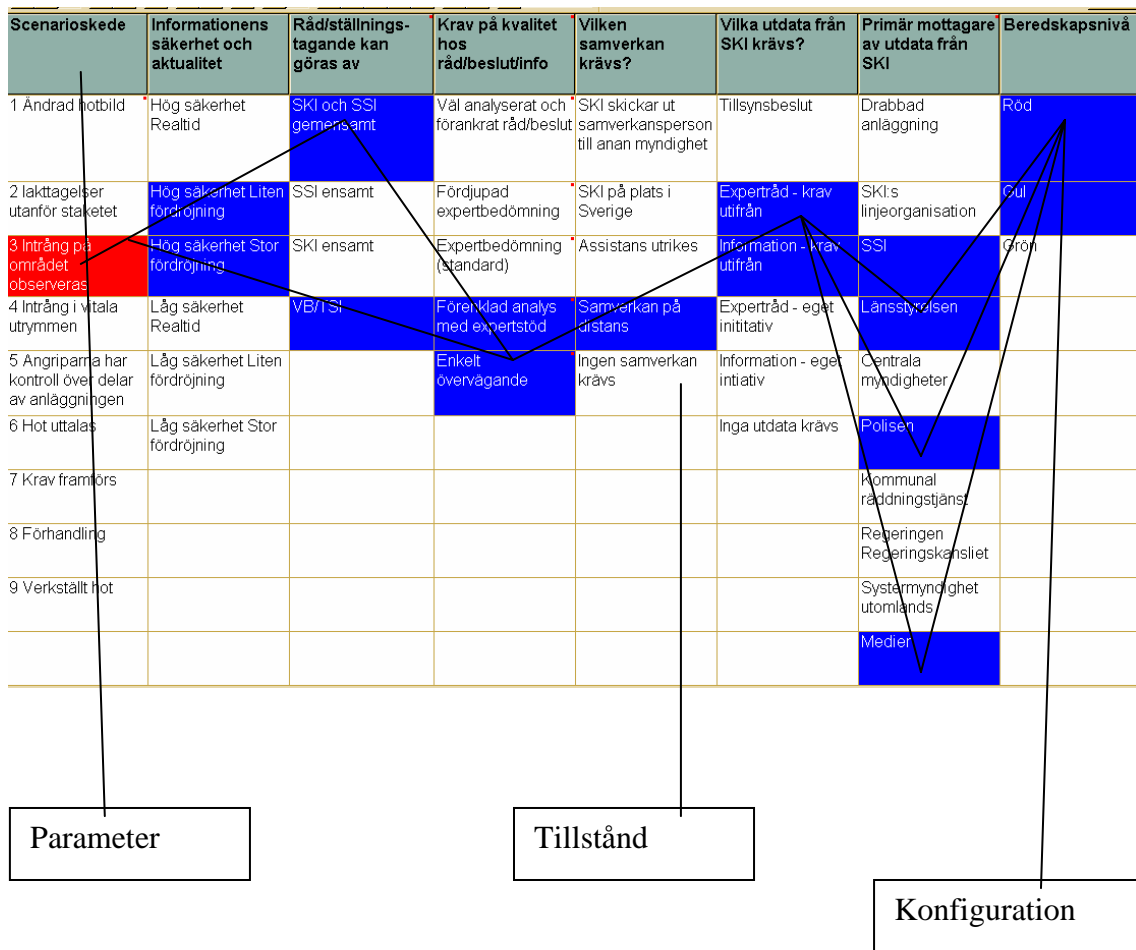 Scenarioskede
Informationens
säkerhet och
aktualitet
Råd/ställnings-
tagande kan
göras av
Krav på kvalitet
hos
råd/beslut/info
Vilken
samverkan
krävs?
Vilka utdata från
SKI krävs?
Primär mottagare
av utdata från
SKI
Beredskapsnivå
1 Ändrad hotbild
Hög säkerhet
Realtid
SKI och SSI
gemensamt
Väl analyserat och
förankrat råd/beslut
SKI skickar ut
samverkansperson
till anan myndighet
Tillsynsbeslut
Drabbad
anläggning
Röd
2 Iakttagelser
utanför staketet
Hög säkerhet Liten
fördröjning
SSI ensamt
Fördjupad
expertbedömning
SKI på plats i
Sverige
Expertråd - krav
utifrån
SKI:s
linjeorganisation
Gul
3 Intrång på
området
observeras
Hög säkerhet Stor
fördröjning
SKI ensamt
Expertbedömning
(standard)
Assistans utrikes
Information - krav
utifrån
SSI
Grön
4 Intrång i vitala
utrymmen
Låg säkerhet
Realtid
VB/TSI
Förenklad analys
med expertstöd
Samverkan på
distans
Expertråd - eget
inititativ
Länsstyrelsen
5 Angriparna har
kontroll över delar
av anläggningen
Låg säkerhet Liten
fördröjning
Enkelt
övervägande
Ingen samverkan
krävs
Information - eget
intiativ
Centrala
myndigheter
6 Hot uttalas
Låg säkerhet Stor
fördröjning
Inga utdata krävs
Polisen
7 Krav framförs
Kommunal
räddningstjänst
8 Förhandling
Regeringen
Regeringskansliet
9 Verkställt hot
Systermyndighet
utomlands
Medier
Parameter
Tillstånd
Konfiguration